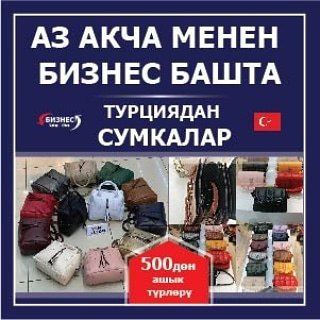 АЗ АКЧА МЕНЕН
БИЗНЕС БАШТА
БИЗНЕС
ТУРЦИЯДАН
СУМКАЛАР
500дөн
ашык
түрлөрү